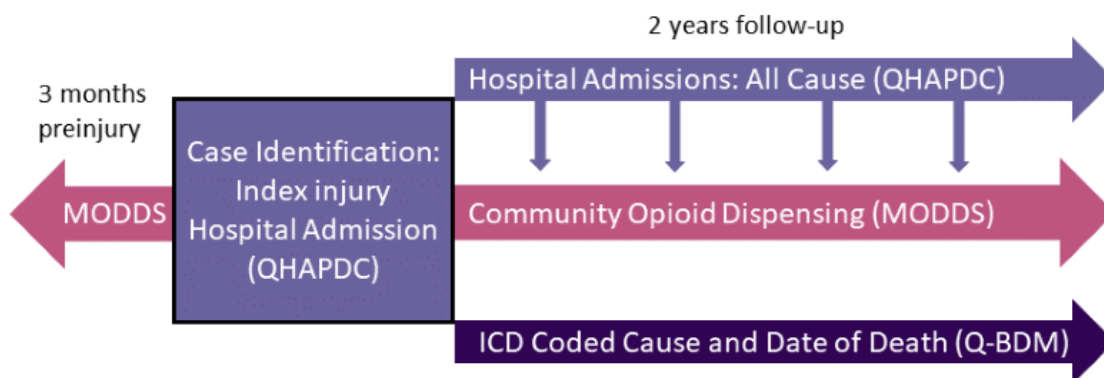 2 years follow-up
3 months
preinjury
Hospital Admissions: All Cause (QHAPDC)
Case Identification:
Index injury
Hospital Admission
(QHAPDC)
MODDS
Community Opioid Dispensing (MODDS)
ICD Coded Cause and Date of Death (Q-BDM)